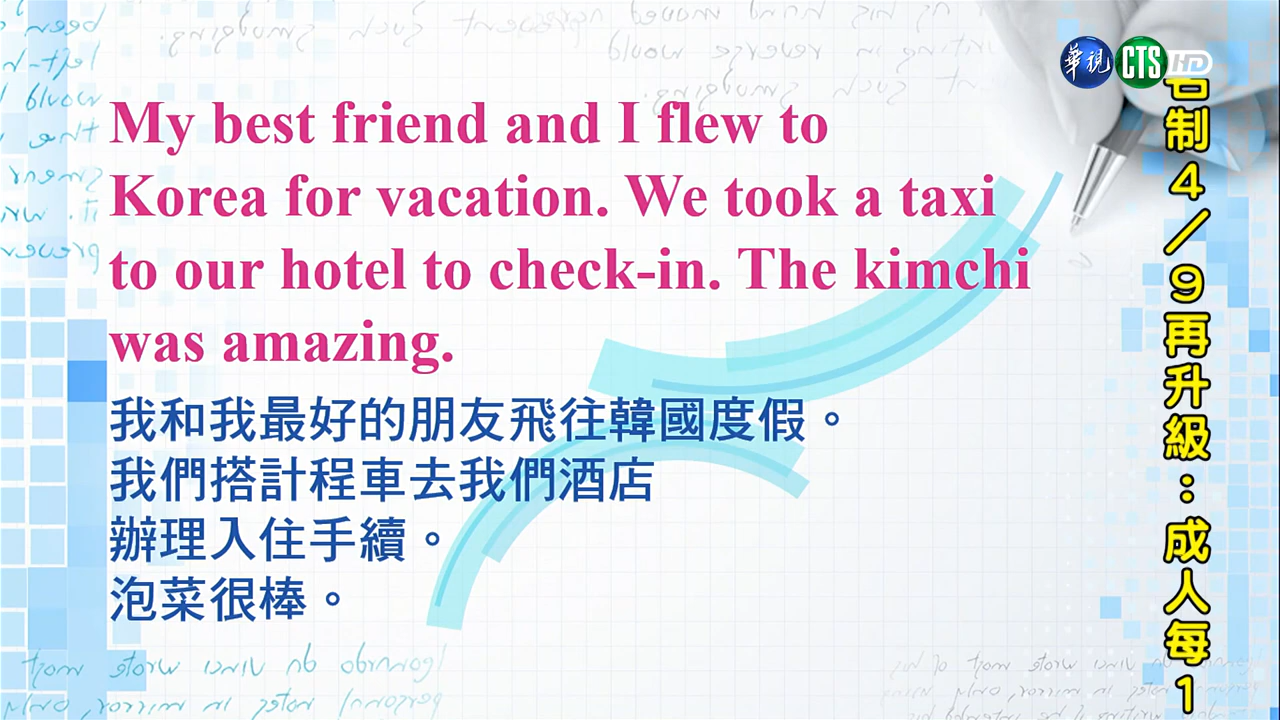 My best friend and I flew to
Korea for vacation. We took a taxi
to our hotel to check-in. The kimchi
was amazing.
我和我最好的朋友飛往韓國度假。
我們搭計程車去我們酒店
辦理入住手續。
泡菜很棒。
華視 CTS HD
名制4/9再升級：成人每1